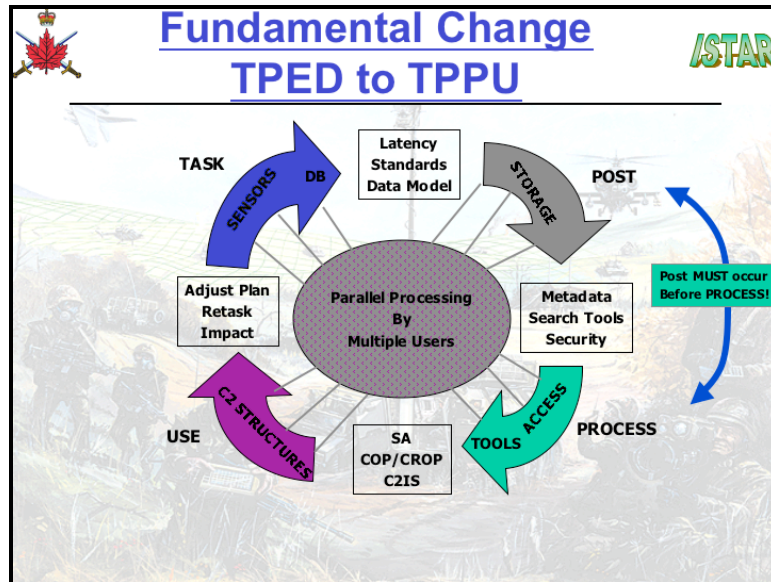 Fundamental Change
TPED to TPPU
ISTAR
TASK
SENSORS
DB
Latency
Standards
Data Model
STORAGE
POST
Adjust Plan
Retask
Impact
Parallel Processing
By
Multiple Users
Metadata
Search Tools
Security
Post MUST occur
Before PROCESS!
USE
C2 STRUCTURES
SA
COP/CROP
C2IS
TOOLS
ACCESS
PROCESS